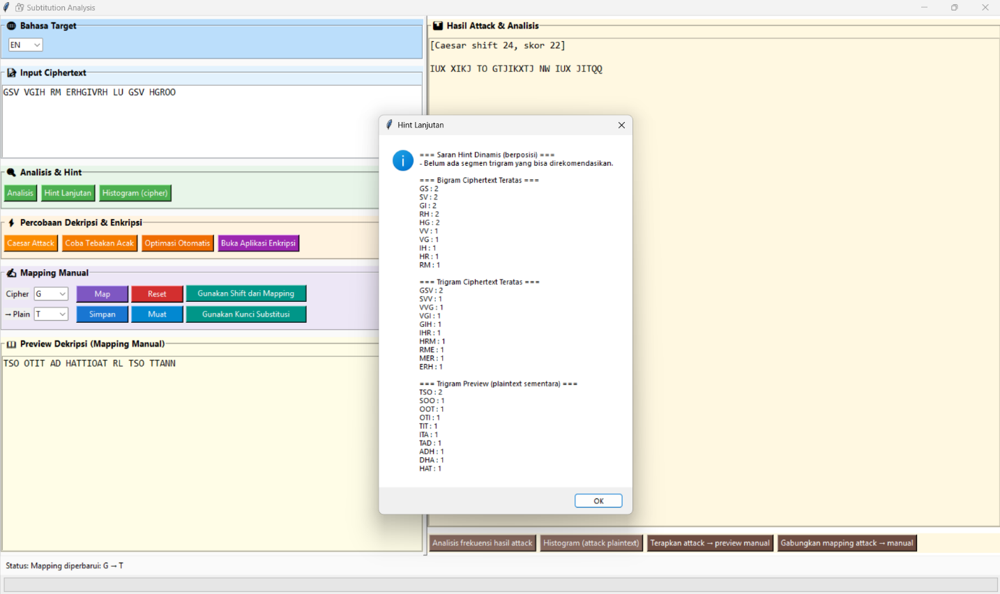 Subtitution Analysis
Bahasa Target
EN
Input Ciphertext
GSV VGIH RM ERHGIVRH LU GSV HGROO
Analisis & Hint
Analisis
Hint Lanjutan
Histogram (cipher)
Percobaan Dekripsi & Enkripsi
Caesar Attack
Coba Tebakan Acak
Optimasi Otomatis
Buka Aplikasi Enkripsi
Mapping Manual
Cipher
G
Map
Reset
Gunakan Shift dari Mapping
→ Plain
T
Simpan
Muat
Gunakan Kunci Substitusi
Preview Dekripsi (Mapping Manual)
TSO OTIT AD HATTIOAT RL TSO TTANN
Hasil Attack & Analisis
[Caesar shift 24, skor 22]
IUX XIKJ TO GTJIKXTJ NW IUX JITQQ
Hint Lanjutan
=== Saran Hint Dinamis (berposisi) ===
- Belum ada segmen trigram yang bisa direkomendasikan.
=== Bigram Ciphertext Teratas ===
GS : 2
SV : 2
GI : 2
RH : 2
HG : 2
VV : 1
VG : 1
IH : 1
HR : 1
RM : 1
=== Trigram Ciphertext Teratas ===
GSV : 2
SVV : 1
VVG : 1
VGI : 1
GIH : 1
IHR : 1
HRM : 1
RME : 1
MER : 1
ERH : 1
=== Trigram Preview (plaintext sementara) ===
TSO : 2
SOO : 1
OOT : 1
OTI : 1
TIT : 1
ITA : 1
TAD : 1
ADH : 1
DHA : 1
HAT : 1
OK
Analisis frekuensi hasil attack
Histogram (attack plaintext)
Terapkan attack → preview manual
Gabungkan mapping attack → manual
Status: Mapping diperbarui: G → T